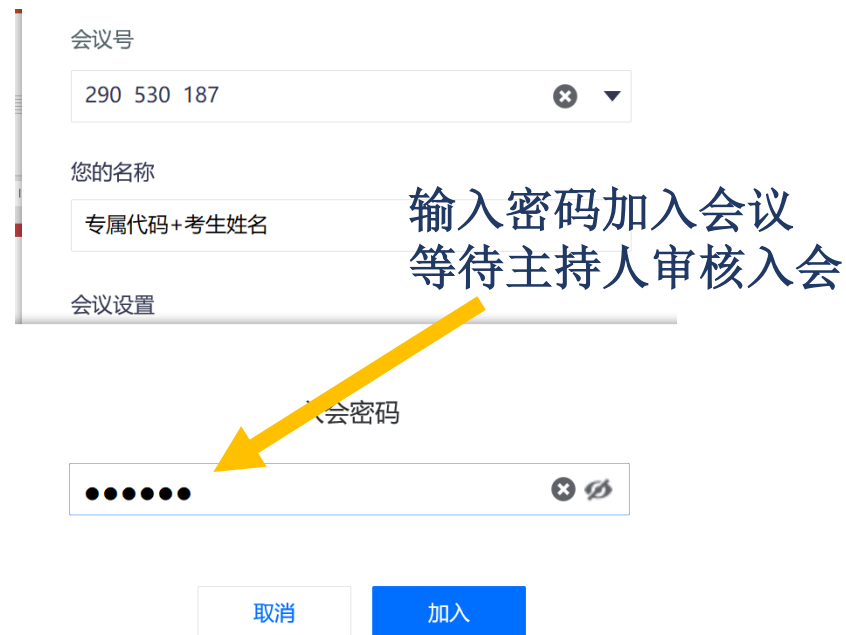 会议号
290 530 187
您的名称
专属代码+考生姓名
输入密码加入会议
等待主持人审核入会
会议设置
会密码
●●●●●●
取消
加入